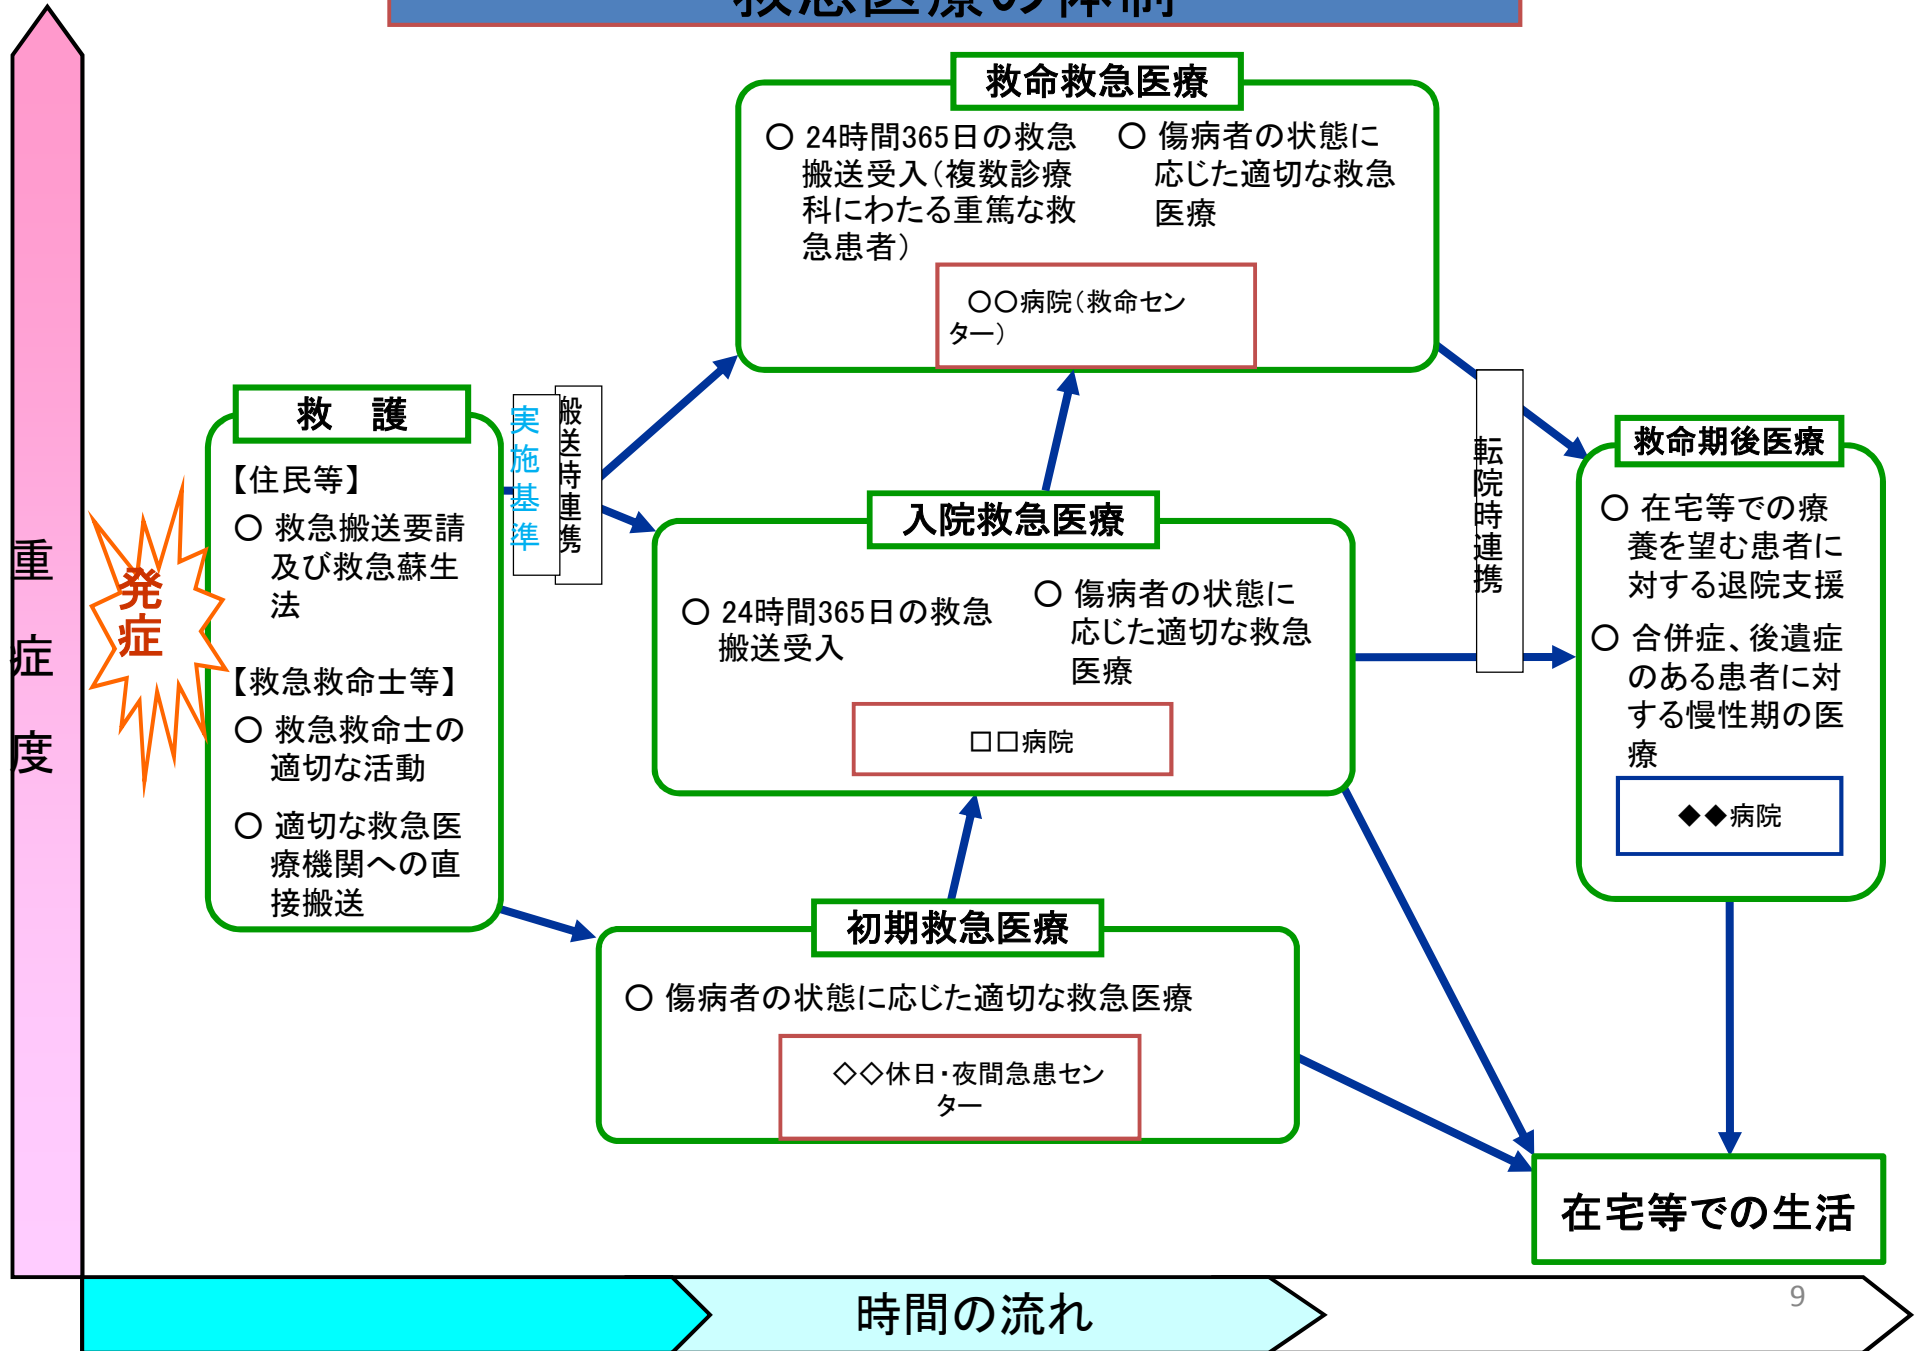 救急医療の体制
救命救急医療
○ 24時間365日の救急
搬送受入（複数診療
科にわたる重篤な救
急患者）
○ 傷病者の状態に
応じた適切な救急
医療
○○病院（救命セン
ター）
救　護
【住民等】
○ 救急搬送要請
及び救急蘇生
法
【救急救命士等】
○ 救急救命士の
適切な活動
○ 適切な救急医
療機関への直
接搬送
発
症
実施基準
搬送時連携
入院救急医療
○ 24時間365日の救急
搬送受入
○ 傷病者の状態に
応じた適切な救急
医療
□□病院
転院時連携
救命期後医療
○ 在宅等での療
養を望む患者に
対する退院支援
○ 合併症、後遺症
のある患者に対
する慢性期の医
療
◆◆病院
初期救急医療
○ 傷病者の状態に応じた適切な救急医療
◇◇休日・夜間急患セン
ター
在宅等での生活
重症度
時間の流れ
9